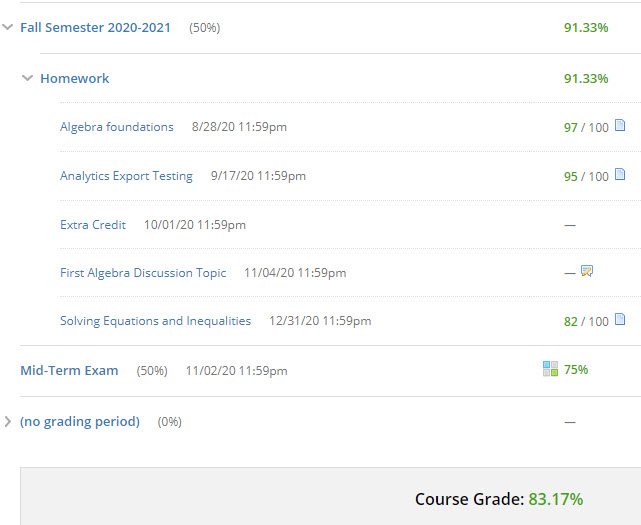 Fall Semester 2020-2021 (50%) 91.33%
Homework 91.33%
Algebra foundations 8/28/20 11:59pm 97 / 100
Analytics Export Testing 9/17/20 11:59pm 95 / 100
Extra Credit 10/01/20 11:59pm —
First Algebra Discussion Topic 11/04/20 11:59pm —
Solving Equations and Inequalities 12/31/20 11:59pm 82 / 100
Mid-Term Exam (50%) 11/02/20 11:59pm 75%
(no grading period) (0%) —
Course Grade: 83.17%